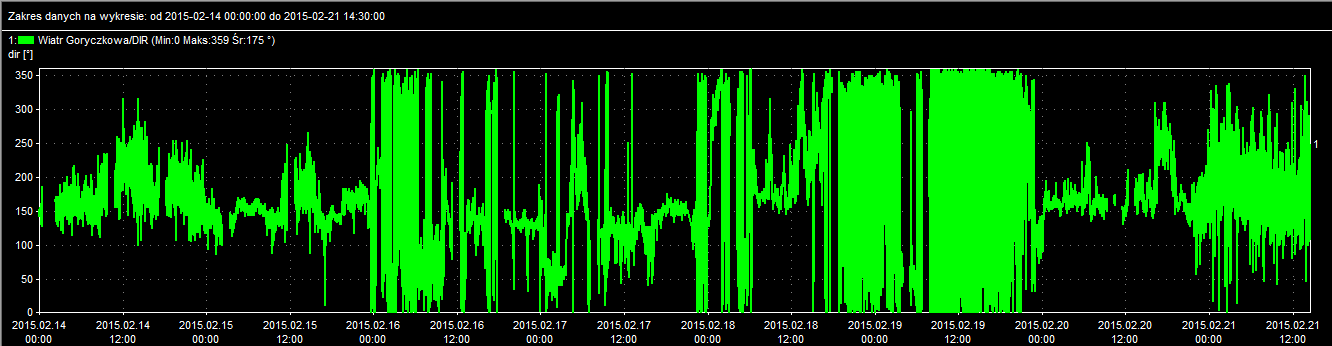 Zakres danych na wykresie: od 2015-02-14 00:00:00 do 2015-02-21 14:30:00
1: Wiatr Goryczkowa/DIR (Min:0 Maks:359 Śr:175 °)
dir [°]
350
300
250
200
150
100
50
0
1
2015.02.14 2015.02.14 2015.02.15 2015.02.15 2015.02.16 2015.02.16 2015.02.17 2015.02.17 2015.02.18 2015.02.18 2015.02.19 2015.02.19 2015.02.20 2015.02.20 2015.02.21 2015.02.21
00:00 12:00 00:00 12:00 00:00 12:00 00:00 12:00 00:00 12:00 00:00 12:00 00:00 12:00 00:00 12:00